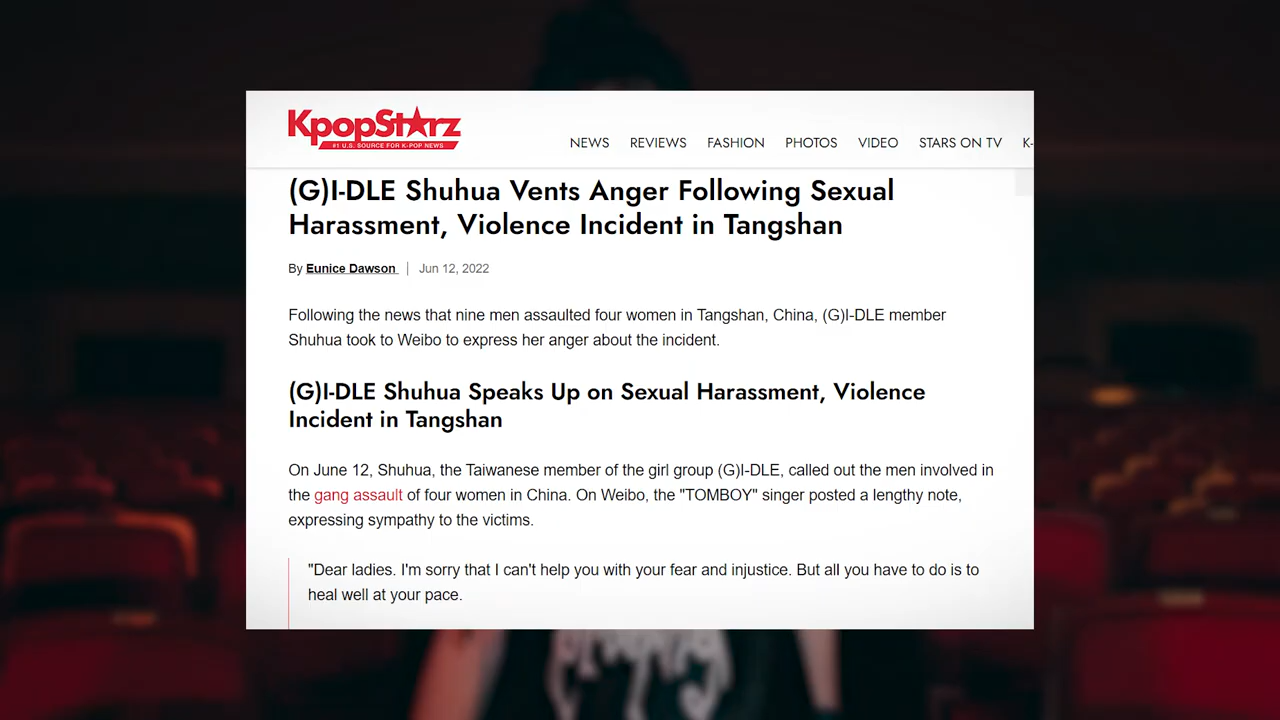 KpopStarz
#1 U.S. SOURCE FOR K-POP NEWS
NEWS REVIEWS FASHION PHOTOS VIDEO STARS ON TV K-
(G)I-DLE Shuhua Vents Anger Following Sexual
Harassment, Violence Incident in Tangshan
By Eunice Dawson | Jun 12, 2022
Following the news that nine men assaulted four women in Tangshan, China, (G)I-DLE member
Shuhua took to Weibo to express her anger about the incident.
(G)I-DLE Shuhua Speaks Up on Sexual Harassment, Violence
Incident in Tangshan
On June 12, Shuhua, the Taiwanese member of the girl group (G)I-DLE, called out the men involved in
the gang assault of four women in China. On Weibo, the "TOMBOY" singer posted a lengthy note,
expressing sympathy to the victims.
"Dear ladies. I'm sorry that I can't help you with your fear and injustice. But all you have to do is to
heal well at your pace.